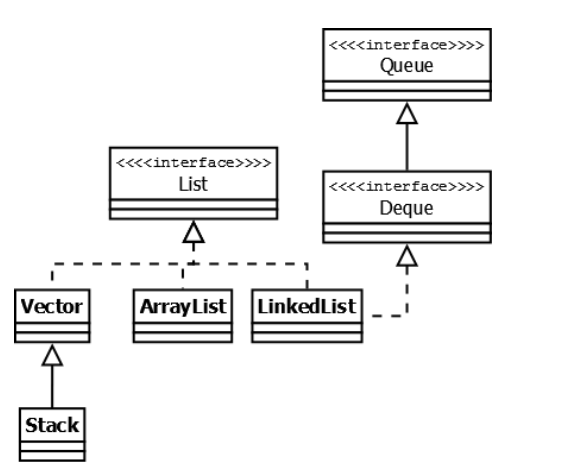 <<<<interface>>>>
Queue
<<<<interface>>>>
List
<<<<interface>>>>
Deque
Vector
ArrayList
LinkedList
Stack